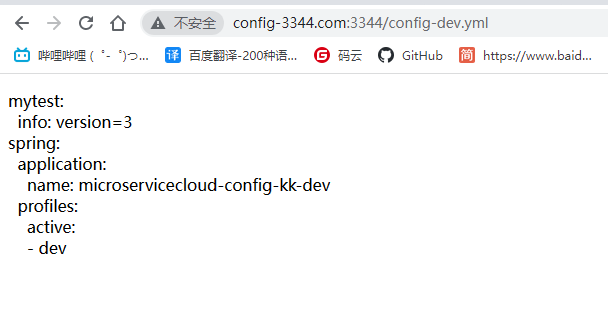 不安全 config-3344.com:3344/config-dev.yml
哔哩哔哩 ( ゜- ゜)つ... 译 百度翻译-200种语... G 码云 GitHub 简 https://www.baid...
mytest:
  info: version=3
spring:
  application:
    name: microservicecloud-config-kk-dev
  profiles:
    active:
    - dev